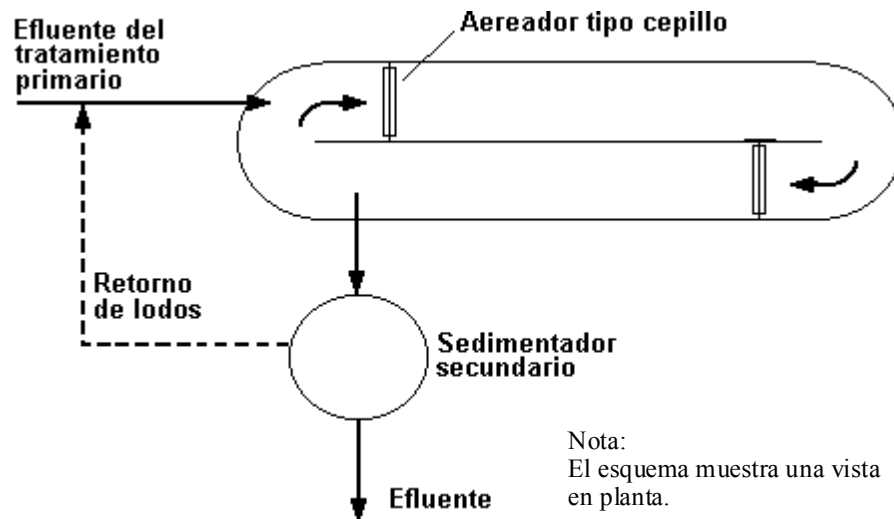 Efluente del
tratamiento
primario
Aereador tipo cepillo
Retorno
de lodos
Sedimentador
secundario
Efluente
Nota:
El esquema muestra una vista
en planta.